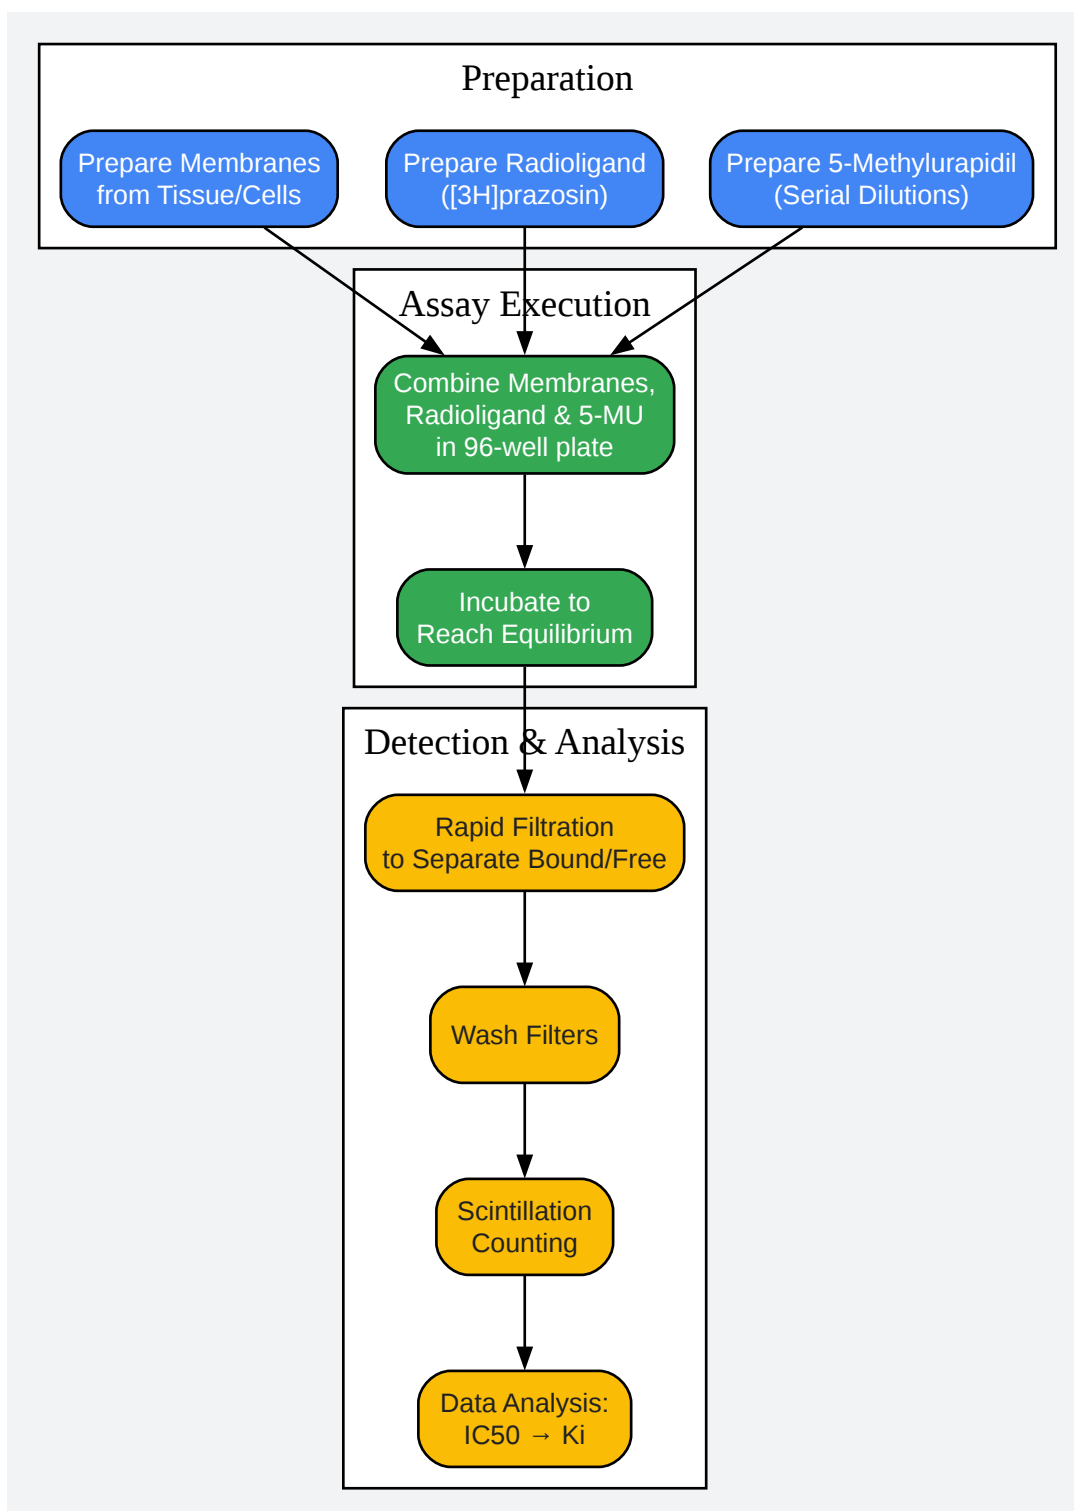 Preparation
Prepare Membranes
from Tissue/Cells
Prepare Radioligand
([3H]prazosin)
Prepare 5-Methylurapidil
(Serial Dilutions)
Assay Execution
Combine Membranes,
Radioligand & 5-MU
in 96-well plate
Incubate to
Reach Equilibrium
Detection & Analysis
Rapid Filtration
to Separate Bound/Free
Wash Filters
Scintillation
Counting
Data Analysis:
IC50 → Ki